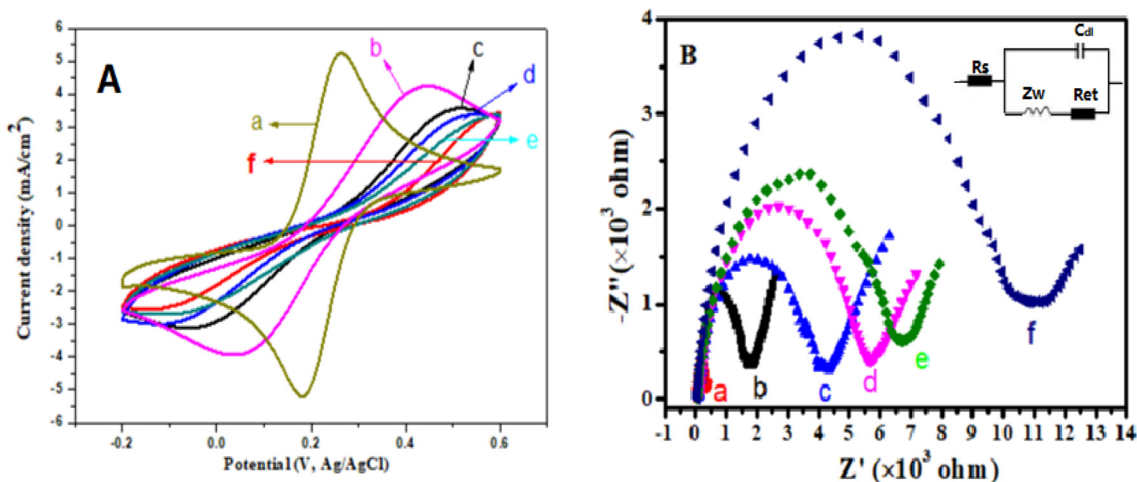 A
6
5
4
3
2
1
0
-1
-2
-3
-4
-5
-6
Current density (mA/cm²)
-0.2
0.0
0.2
0.4
0.6
Potential (V, Ag/AgCl)
a
b
c
d
e
f
B
4
3
2
1
0
-Z'' (×10³ ohm)
-1 0 1 2 3 4 5 6 7 8 9 10 11 12 13 14
Z' (×10³ ohm)
a
b
c
d
e
f
Cdl
Rs
Zw
Ret